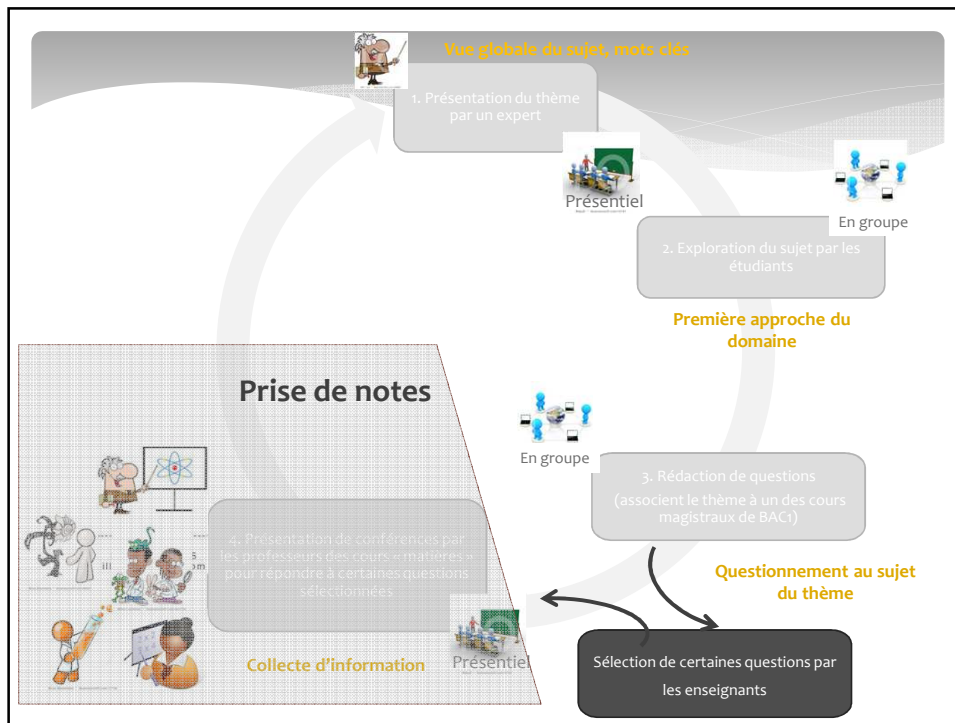 Vue globale du sujet, mots clés
1. Présentation du thème
par un expert
Présentiel
En groupe
2. Exploration du sujet par les
étudiants
Première approche du
domaine
Prise de notes
En groupe
3. Rédaction de questions
(associent le thème à un des cours
magistraux de BAC1)
4. Présentation de conférences par
les professeurs des cours
pour répondre à certaines questions
sélectionnées
Questionnement au sujet
du thème
Collecte d'information
Présentiel
Sélection de certaines questions par
les enseignants